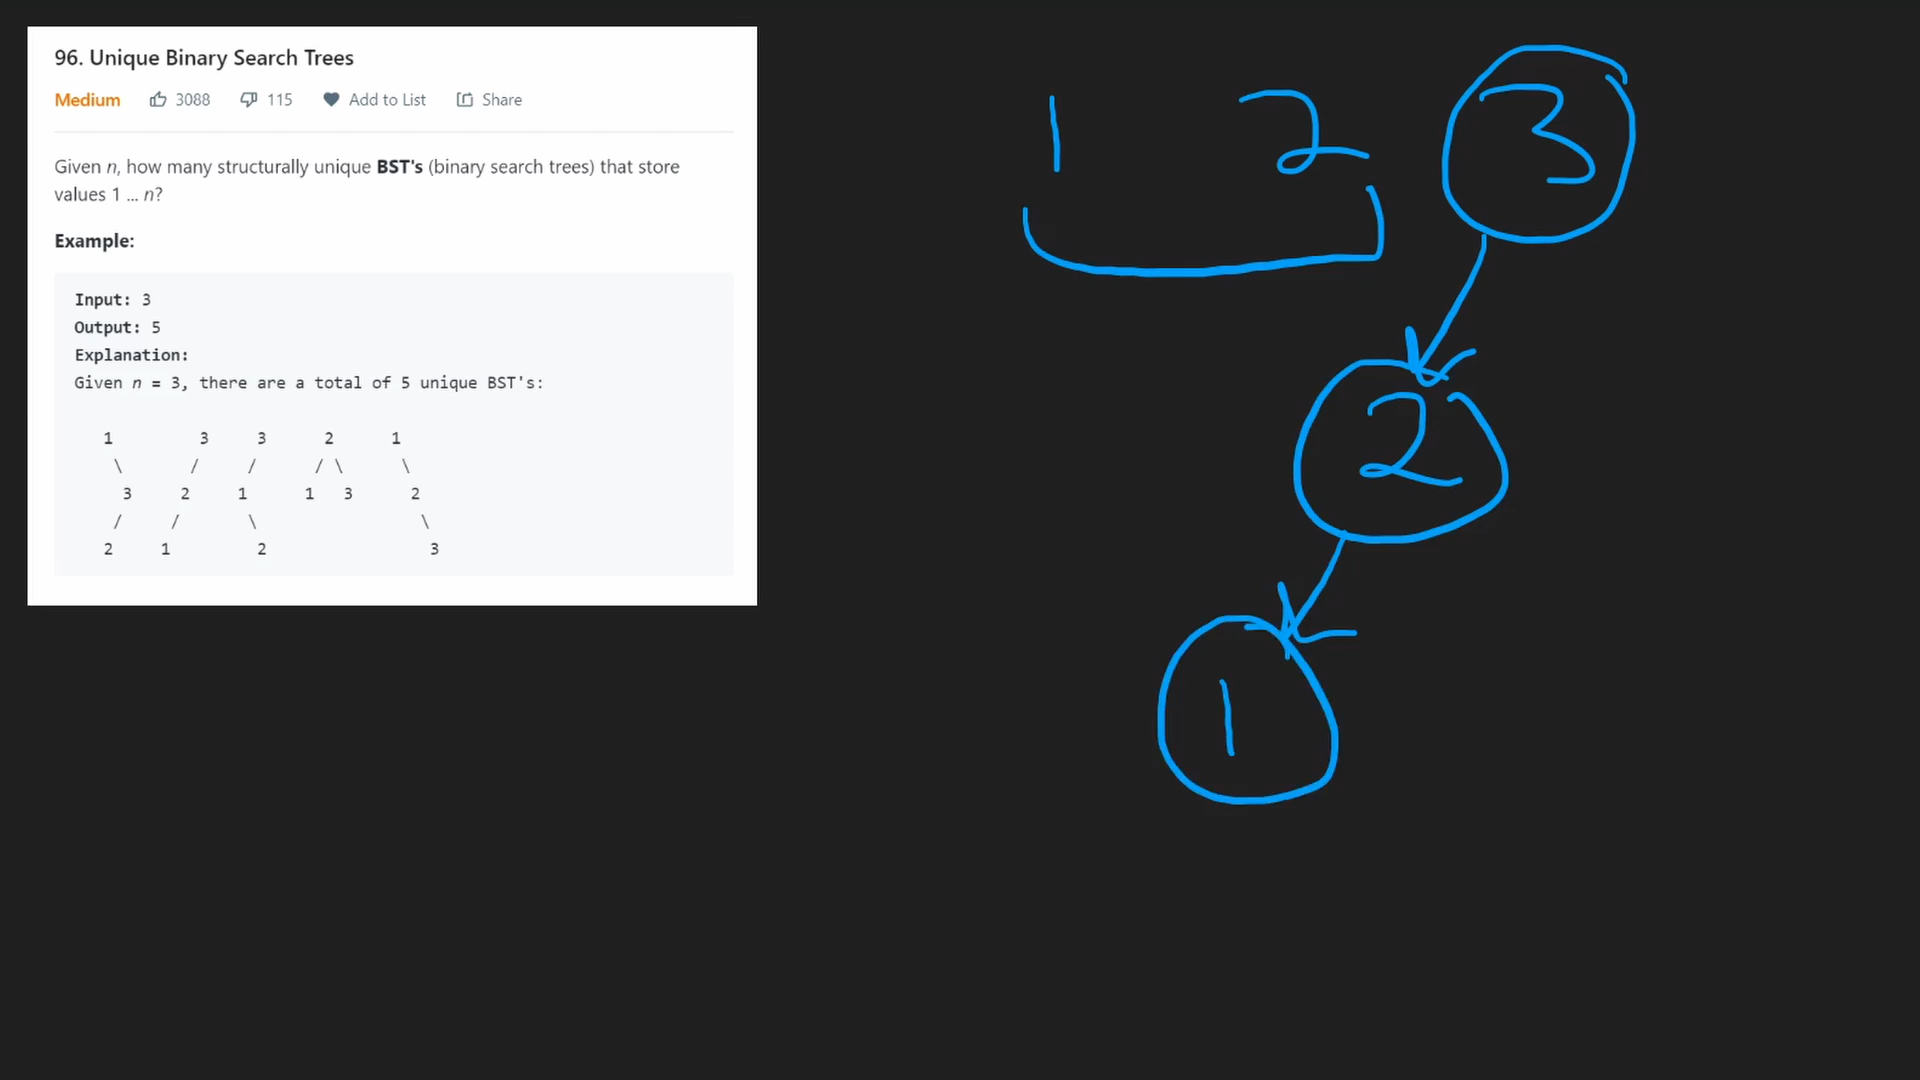 96. Unique Binary Search Trees
Medium 3088 115 Add to List Share
Given n, how many structurally unique BST's (binary search trees) that store
values 1 ... n?
Example:
Input: 3
Output: 5
Explanation:
Given n = 3, there are a total of 5 unique BST's:
1 3 3 2 1
\ / / / \ \
3 2 1 1 3 2
/ / \ \
2 1 2 3
1 2 3
2
1